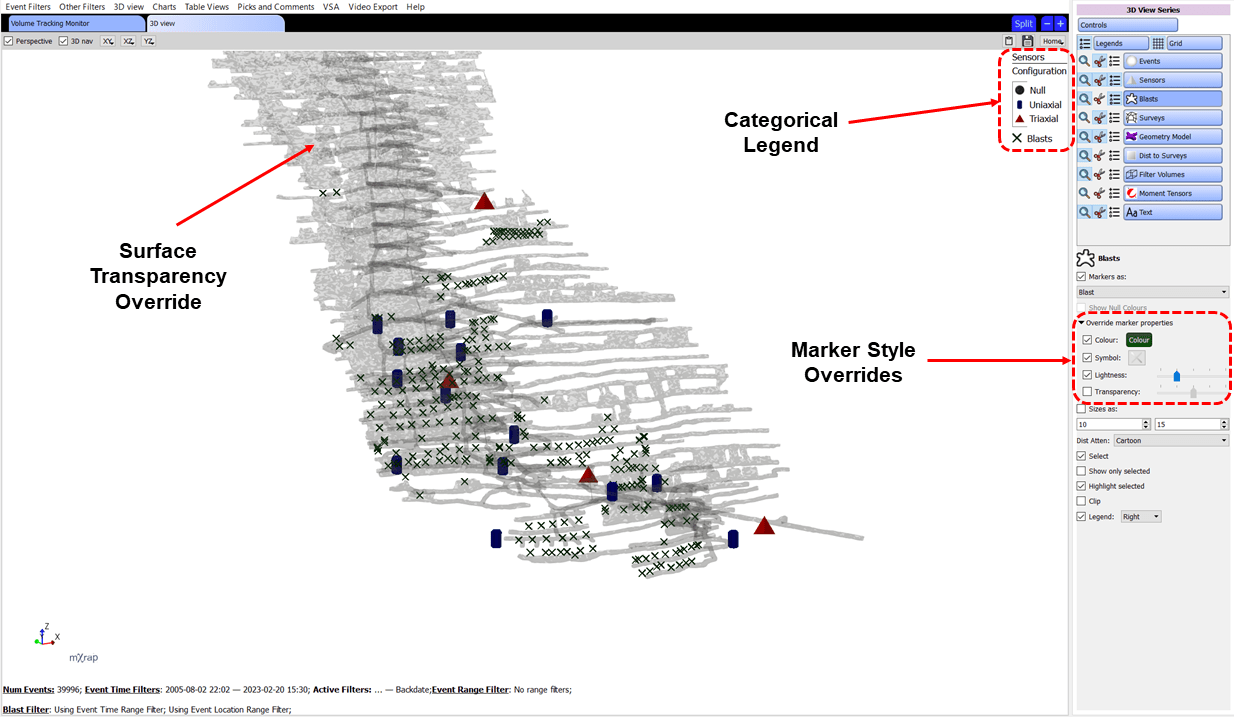 Event Filters Other Filters 3D view Charts Table Views Picks and Comments VSA Video Export Help
Volume Tracking Monitor 3D view Split − +
Perspective 3D nav XY, XZ, YZ, Home,
3D View Series
Controls
Legends Grid
Events
Sensors
Blasts
Surveys
Geometry Model
Dist to Surveys
Filter Volumes
Moment Tensors
Aa Text
Blasts
Markers as:
Blast
Show Null Colours
Override marker properties
Colour: Colour
Symbol:
Lightness:
Transparency:
Sizes as:
10 15
Dist Atten: Cartoon
Select
Show only selected
Highlight selected
Clip
Legend: Right
Sensors
Configuration
Null
Uniaxial
Triaxial
Blasts
Categorical
Legend
Surface
Transparency
Override
Marker Style
Overrides
Z
X
mXrap
Num Events: 39996; Event Time Filters: 2005-08-02 22:02 — 2023-02-20 15:30; Active Filters: ... — Backdate;Event Range Filter: No range filters;
Blast Filter: Using Event Time Range Filter; Using Event Location Range Filter;